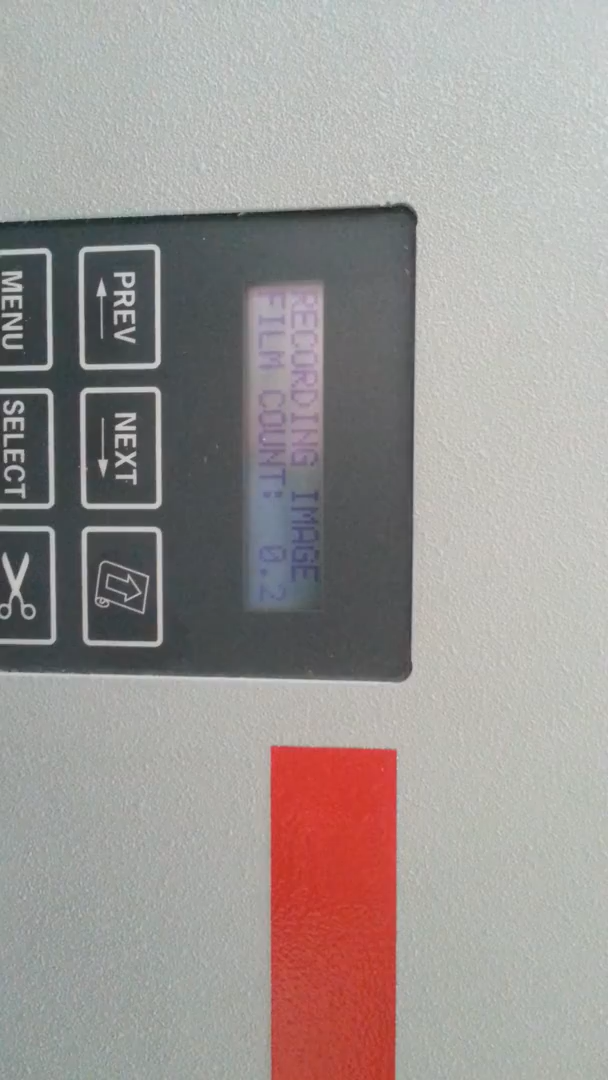 RECORDING IMAGE
FILM COUNT: 0.2
PREV
NEXT
MENU
SELECT